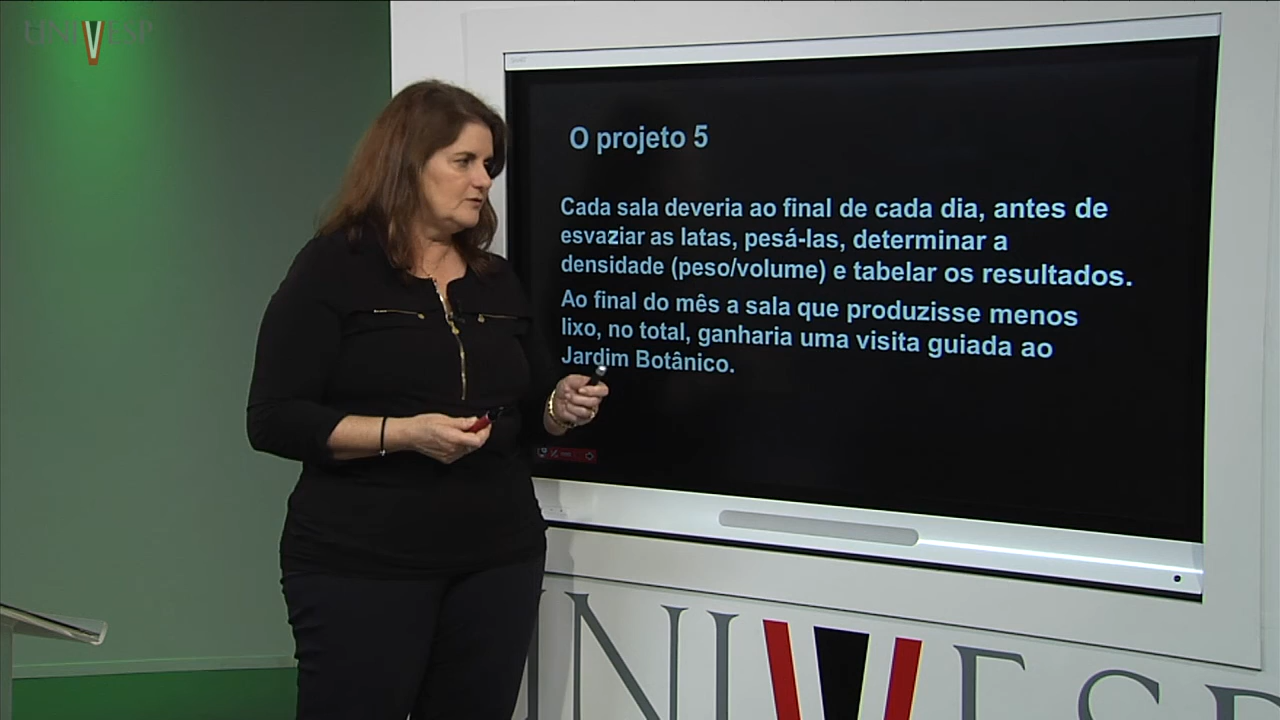 UNIVESP
O projeto 5
Cada sala deveria ao final de cada dia, antes de
esvaziar as latas, pesá-las, determinar a
densidade (peso/volume) e tabelar os resultados.
Ao final do mês a sala que produzisse menos
lixo, no total, ganharia uma visita guiada ao
Jardim Botânico.
UNIVESP